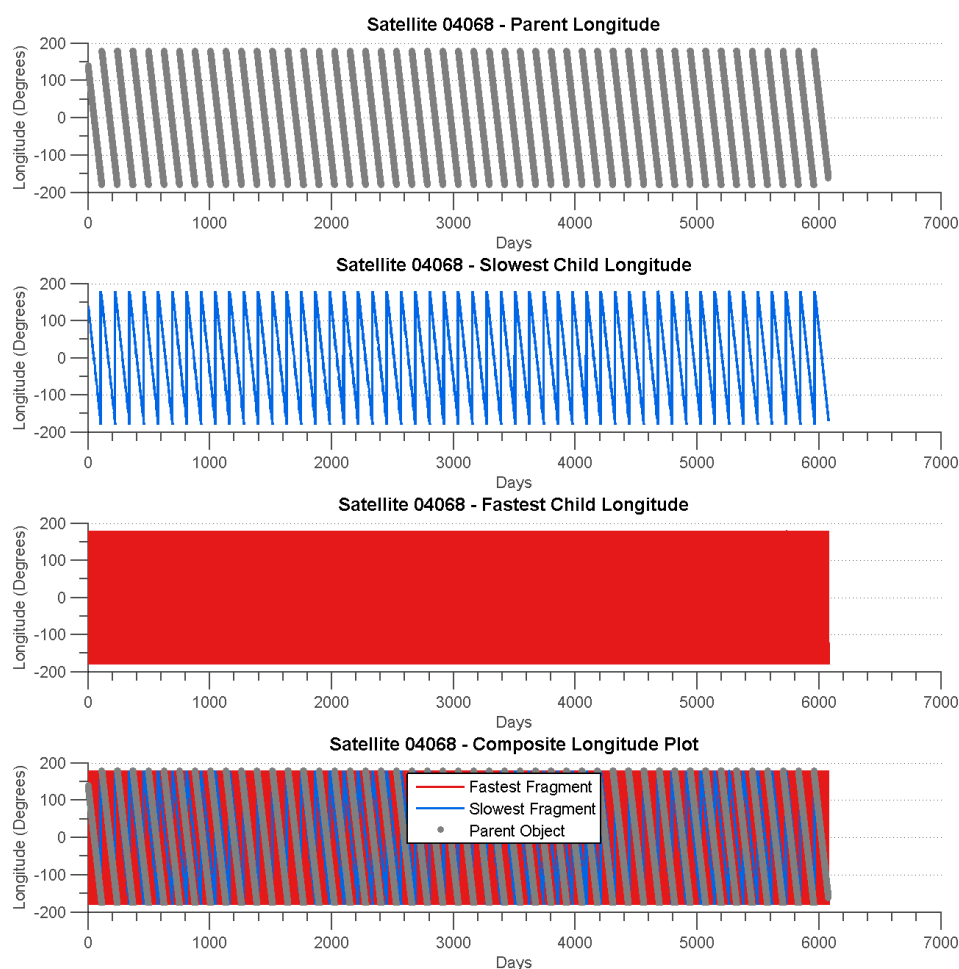 Satellite 04068 - Parent Longitude
Longitude (Degrees)
200
100
0
-100
-200
0 1000 2000 3000 4000 5000 6000 7000
Days
Satellite 04068 - Slowest Child Longitude
Longitude (Degrees)
200
100
0
-100
-200
0 1000 2000 3000 4000 5000 6000 7000
Days
Satellite 04068 - Fastest Child Longitude
Longitude (Degrees)
200
100
0
-100
-200
0 1000 2000 3000 4000 5000 6000 7000
Days
Satellite 04068 - Composite Longitude Plot
Longitude (Degrees)
200
100
0
-100
-200
Fastest Fragment
Slowest Fragment
Parent Object
0 1000 2000 3000 4000 5000 6000 7000
Days